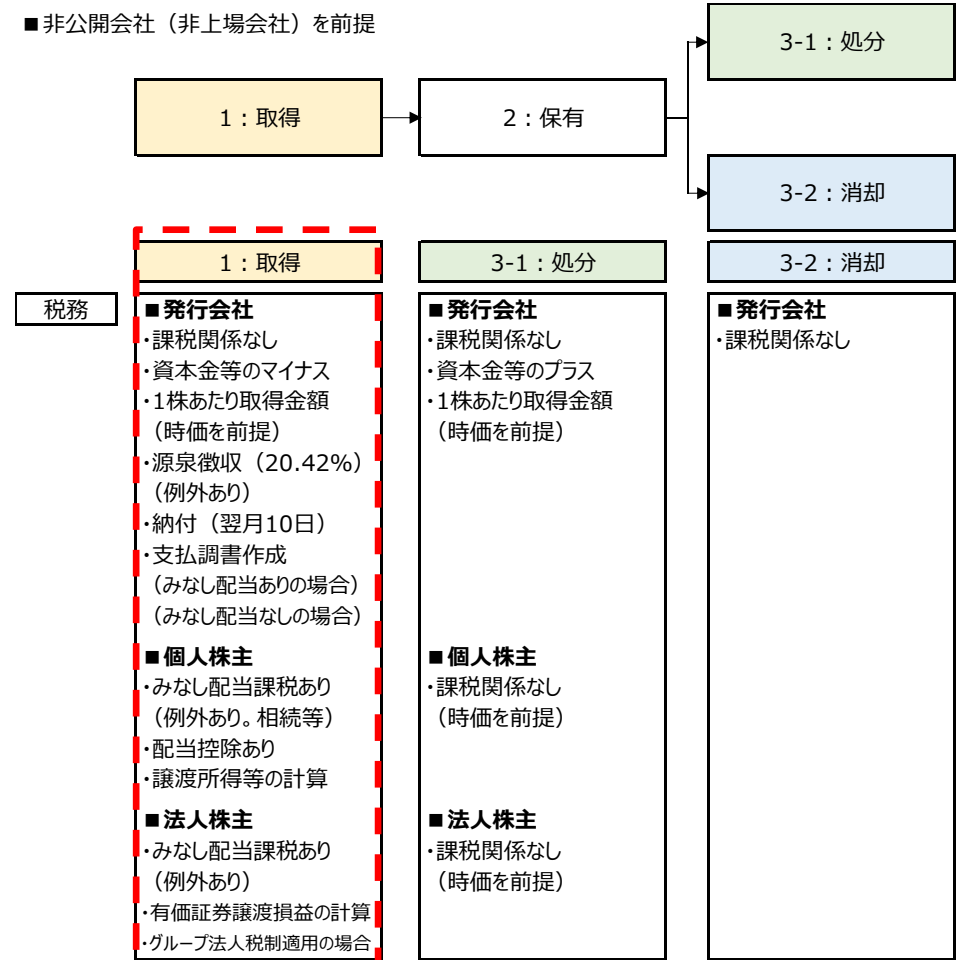 ■非公開会社（非上場会社）を前提
3-1：処分
1：取得
2：保有
3-2：消却
1：取得
3-1：処分
3-2：消却
税務
■発行会社
・課税関係なし
・資本金等のマイナス
・1株あたり取得金額
（時価を前提）
・源泉徴収（20.42%）
（例外あり）
・納付（翌月10日）
・支払調書作成
（みなし配当ありの場合）
（みなし配当なしの場合）
■個人株主
・みなし配当課税あり
（例外あり。相続等）
・配当控除あり
・譲渡所得等の計算
■法人株主
・みなし配当課税あり
（例外あり）
・有価証券譲渡損益の計算
・グループ法人税制適用の場合
■発行会社
・課税関係なし
・資本金等のプラス
・1株あたり取得金額
（時価を前提）
■個人株主
・課税関係なし
（時価を前提）
■法人株主
・課税関係なし
（時価を前提）
■発行会社
・課税関係なし